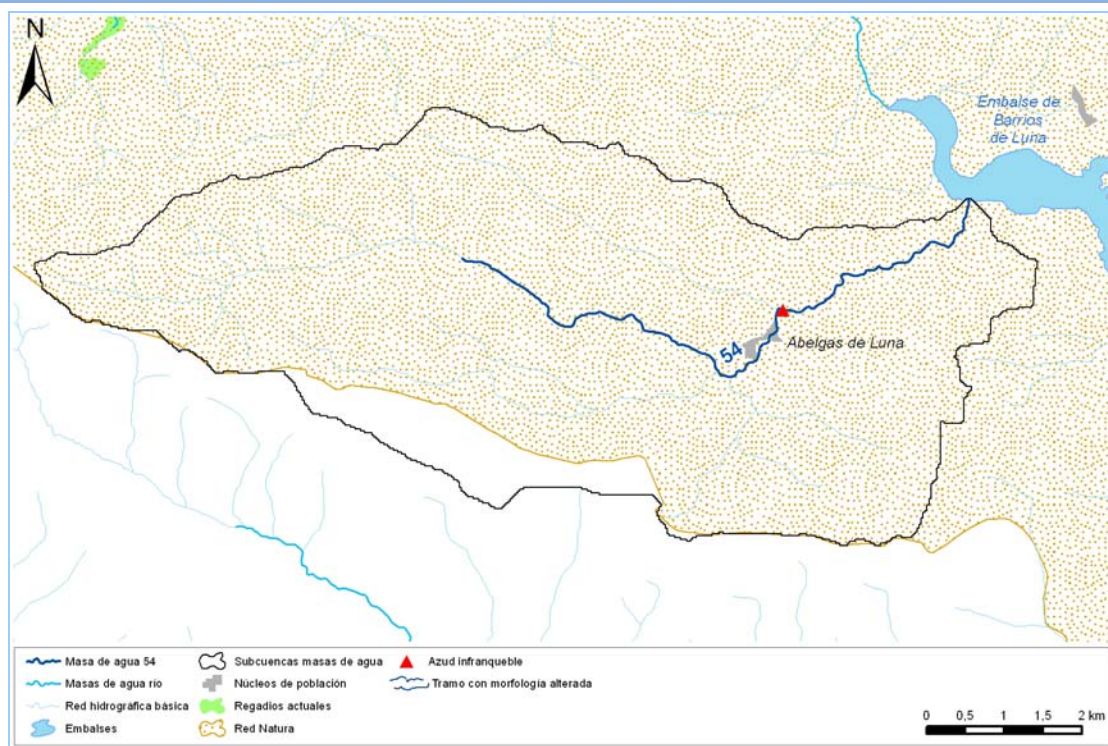 N
Embalse de
Barrios
de Luna
Abelgas de Luna
54
Masa de agua 54
Masas de agua río
Red hidrográfica básica
Embalses
Subcuencas masas de agua
Núcleos de población
Regadíos actuales
Red Natura
Azud infranqueble
Tramo con morfología alterada
0 0,5 1 1,5 2 km